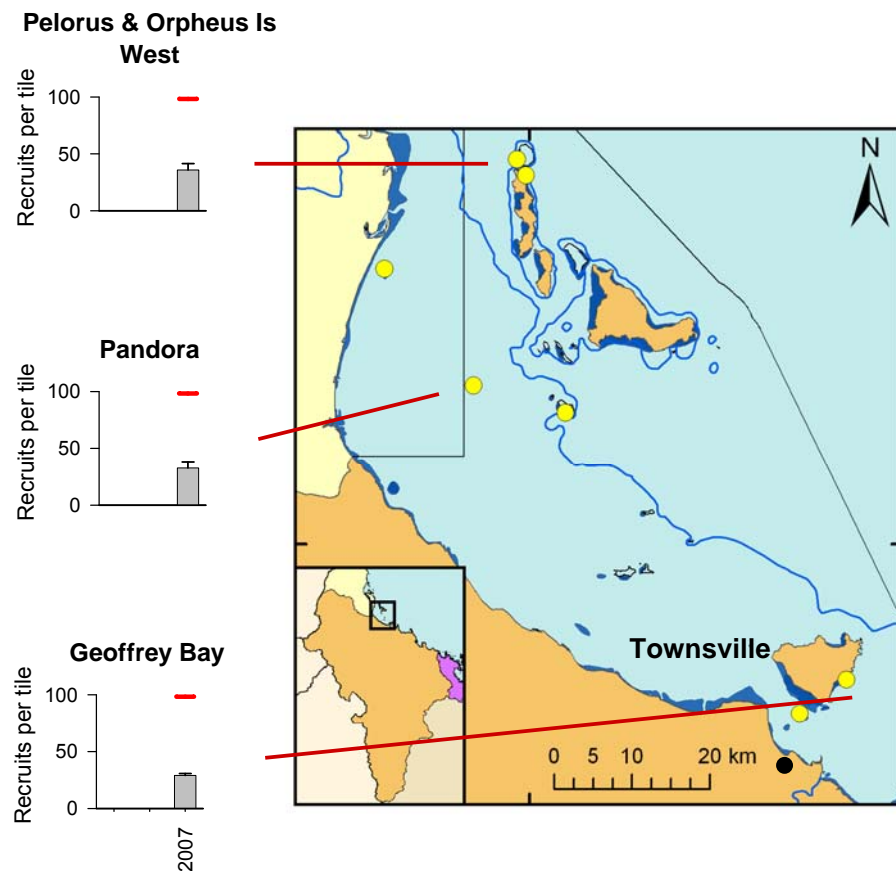 Pelorus & Orpheus Is
West
Recruits per tile
100
50
0
Pandora
Recruits per tile
100
50
0
Geoffrey Bay
Recruits per tile
100
50
0
2007
N
Townsville
0 5 10 20 km